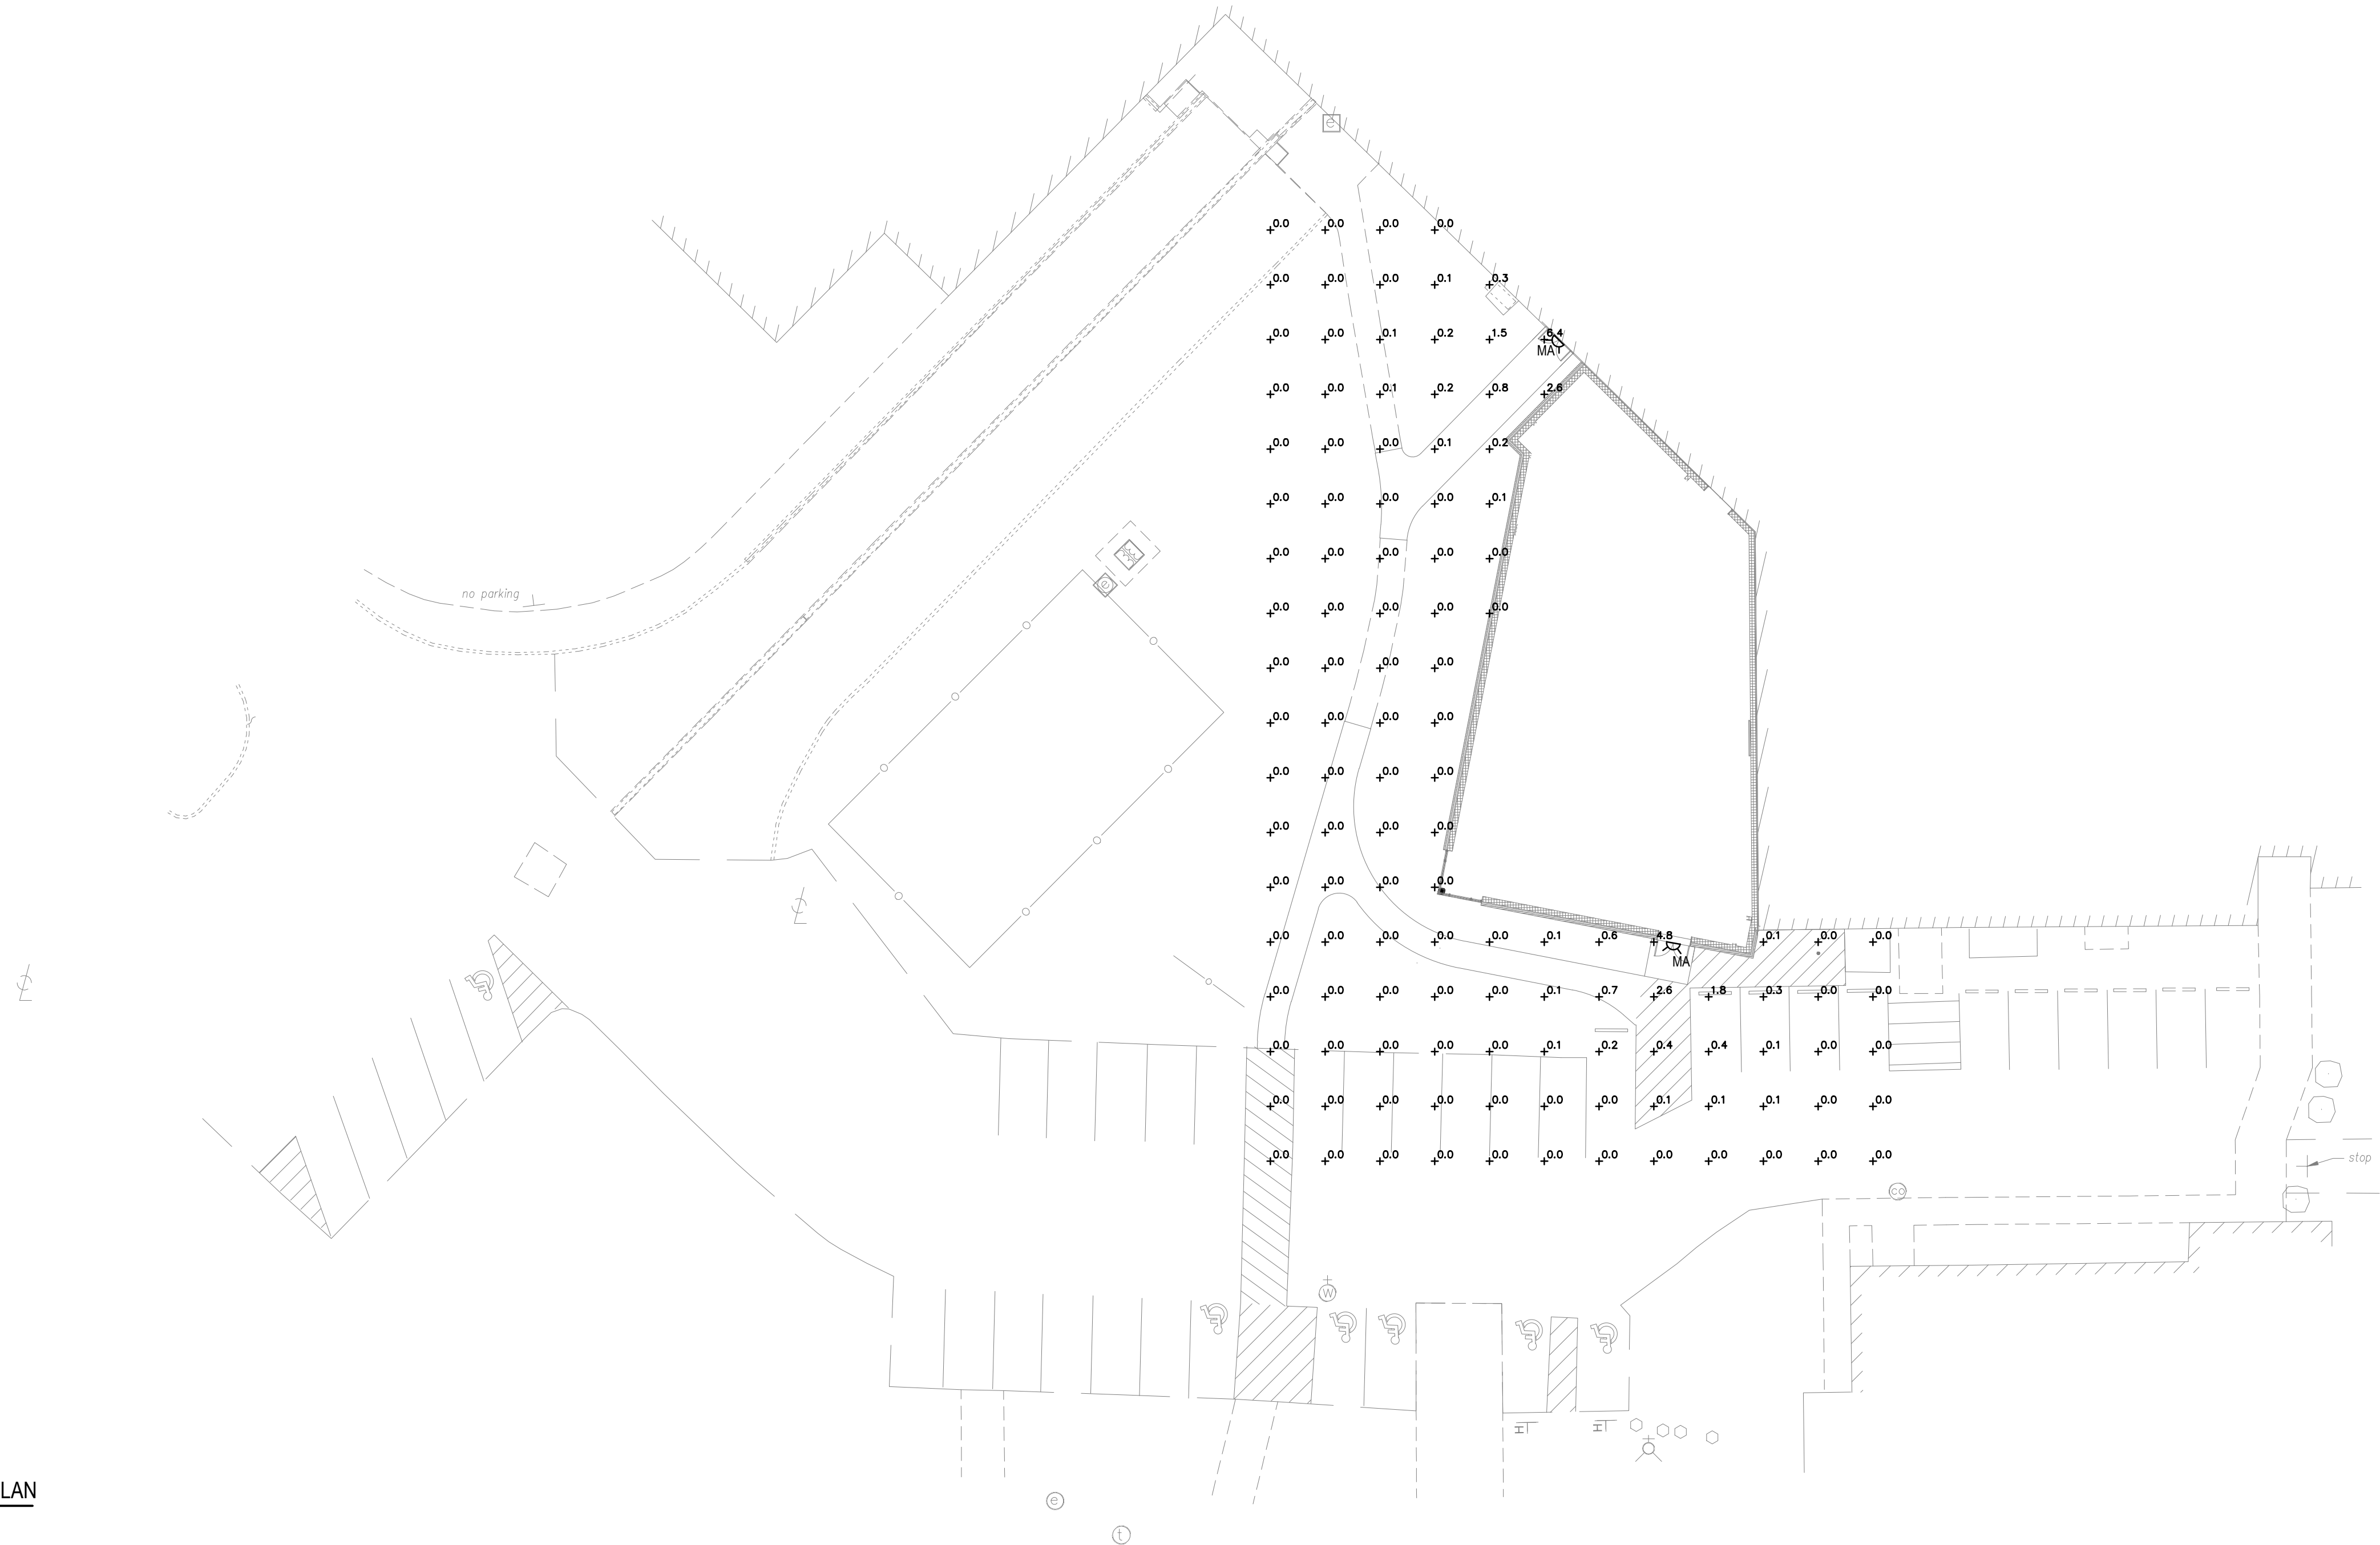 e
0.0 0.0 0.0 0.0
0.0 0.0 0.0 0.1 0.3
0.0 0.0 0.1 0.2 1.5 6.4
MA
0.0 0.0 0.1 0.2 0.8 2.6
0.0 0.0 0.0 0.1 0.2
0.0 0.0 0.0 0.0 0.1
0.0 0.0 0.0 0.0 0.0
e
no parking
0.0 0.0 0.0 0.0 0.0
0.0 0.0 0.0 0.0
0.0 0.0 0.0 0.0
0.0 0.0 0.0 0.0
0.0 0.0 0.0 0.0
0.0 0.0 0.0 0.0
0.0 0.0 0.0 0.0 0.0 0.1 0.6 4.8 0.1 0.0 0.0
MA
0.0 0.0 0.0 0.0 0.0 0.1 0.7 2.6 1.8 0.3 0.0 0.0
0.0 0.0 0.0 0.0 0.0 0.1 0.2 0.4 0.4 0.1 0.0 0.0
0.0 0.0 0.0 0.0 0.0 0.0 0.0 0.1 0.1 0.1 0.0 0.0
0.0 0.0 0.0 0.0 0.0 0.0 0.0 0.0 0.0 0.0 0.0 0.0
stop
co
W
LAN
e
t